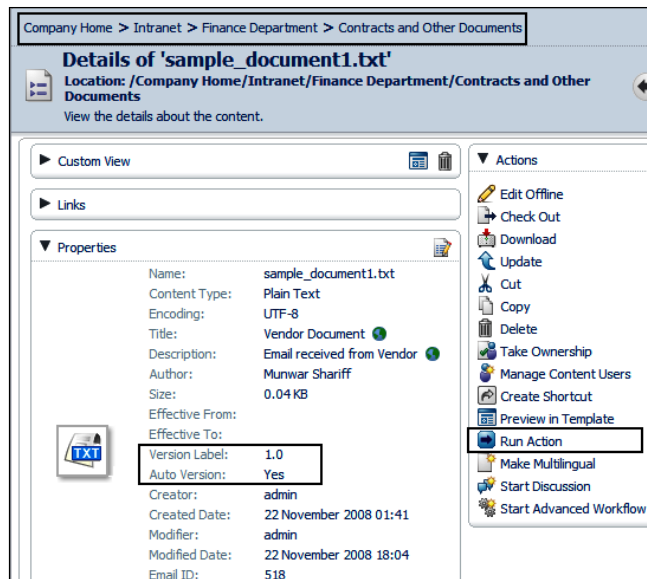 Company Home > Intranet > Finance Department > Contracts and Other Documents
Details of 'sample_document1.txt'
Location: /Company Home/Intranet/Finance Department/Contracts and Other
Documents
View the details about the content.
Custom View
Links
Properties
Name: sample_document1.txt
Content Type: Plain Text
Encoding: UTF-8
Title: Vendor Document
Description: Email received from Vendor
Author: Munwar Shariff
Size: 0.04 KB
Effective From:
Effective To:
Version Label: 1.0
Auto Version: Yes
Creator: admin
Created Date: 22 November 2008 01:41
Modifier: admin
Modified Date: 22 November 2008 18:04
Email ID: 518
TXT
Actions
Edit Offline
Check Out
Download
Update
Cut
Copy
Delete
Take Ownership
Manage Content Users
Create Shortcut
Preview in Template
Run Action
Make Multilingual
Start Discussion
Start Advanced Workflow